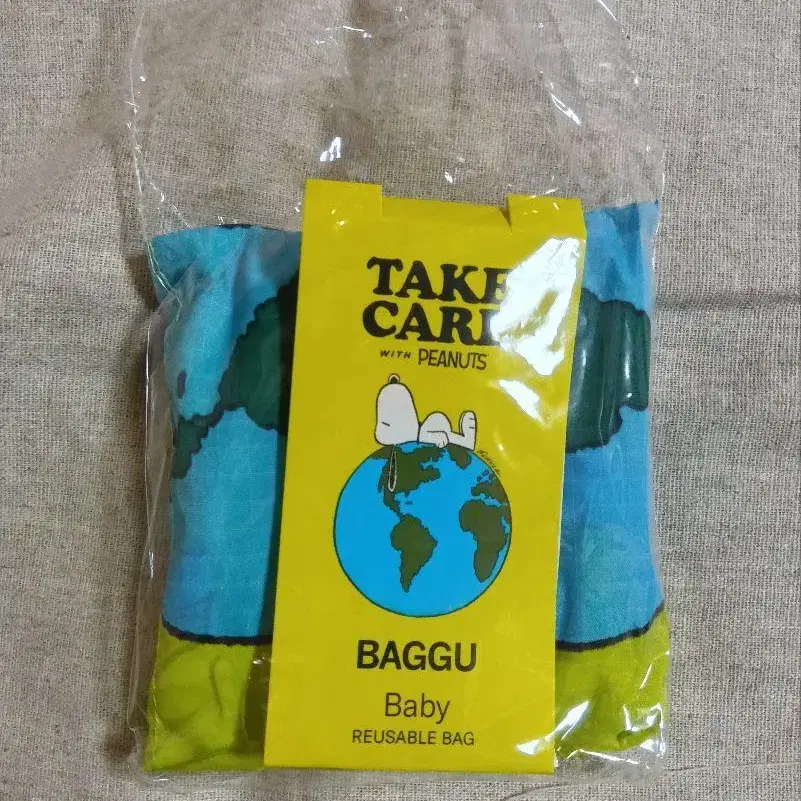 TAKE
CARE
WITH PEANUTS
BAGGU
Baby
REUSABLE BAG